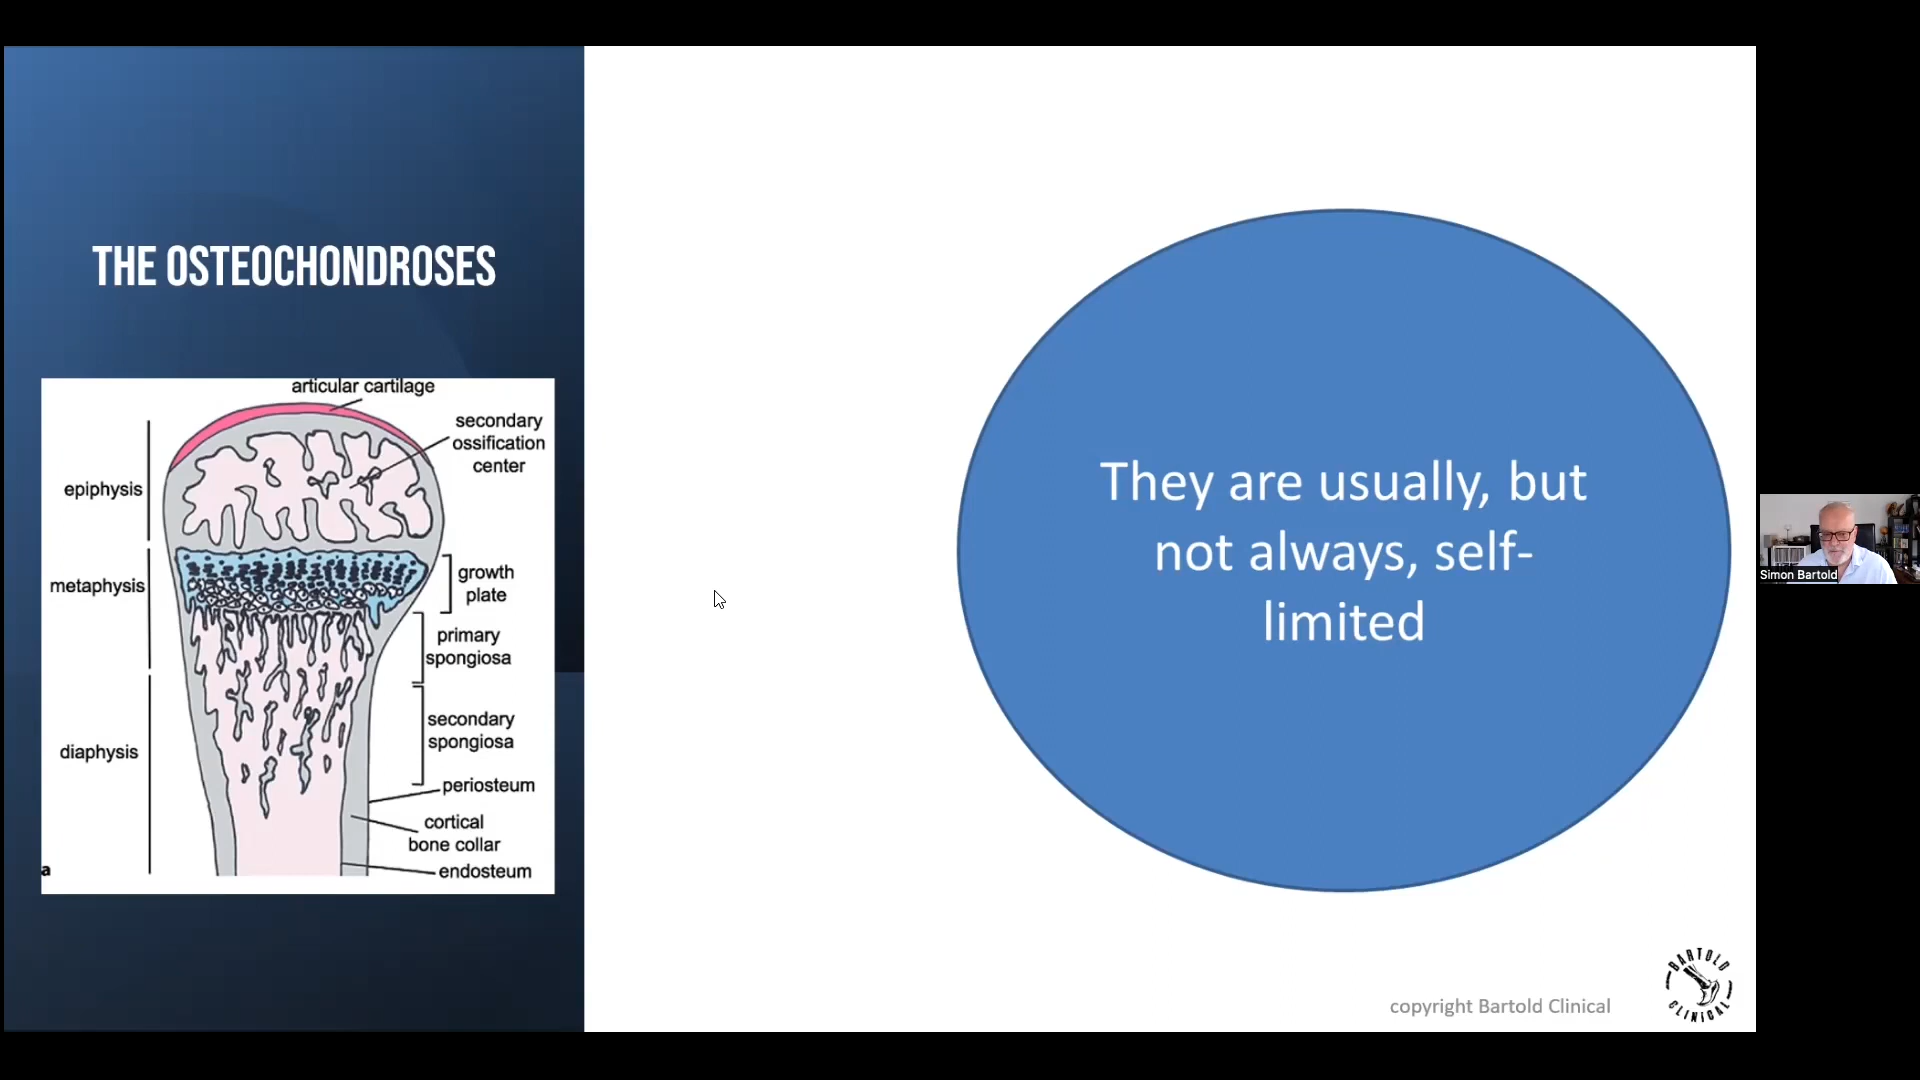 THE OSTEOCHONDROSES
articular cartilage
secondary
ossification
center
epiphysis
metaphysis
growth
plate
primary
spongiosa
diaphysis
secondary
spongiosa
periosteum
cortical
bone collar
endosteum
a
They are usually, but
not always, self-
limited
copyright Bartold Clinical
BARTOLD
CLINICAL
Simon Bartold